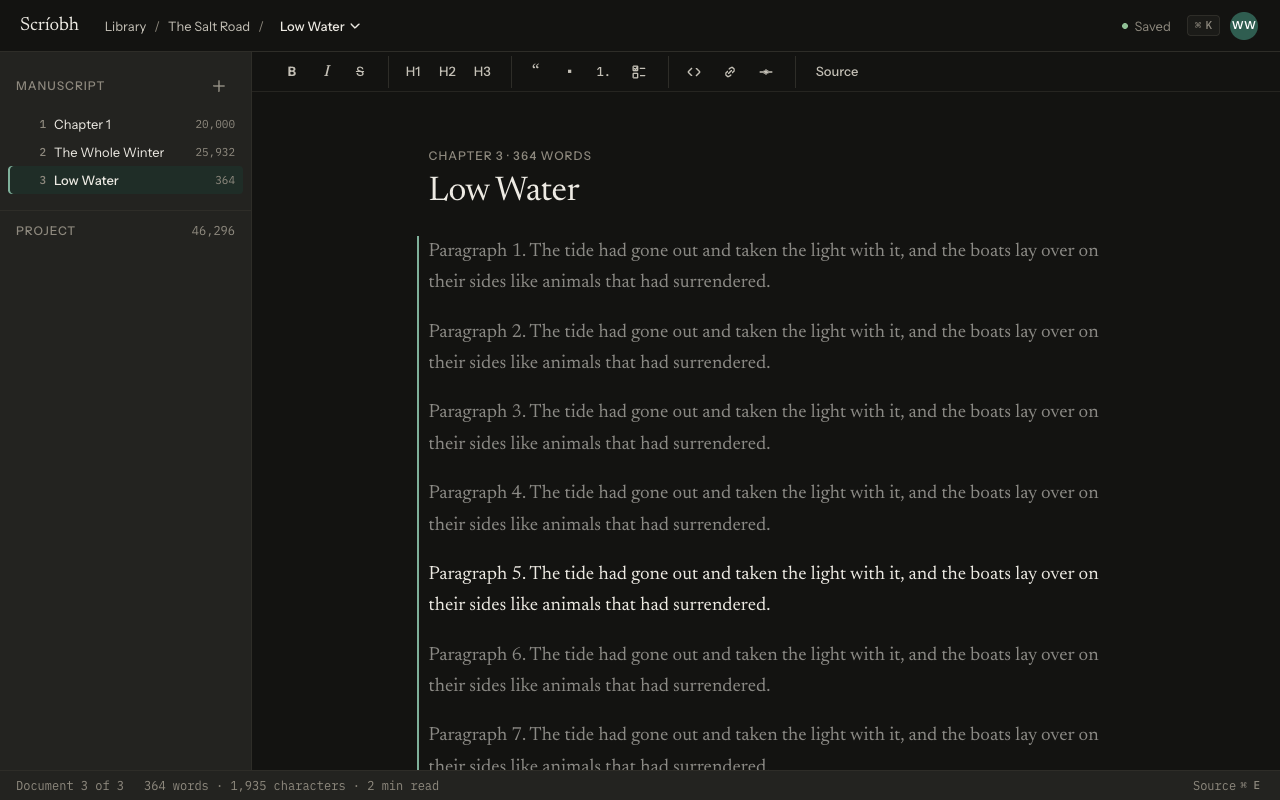 Scríobh Library / The Salt Road / Low Water Saved ⌘ K WW
B I S H1 H2 H3 “ ▪ 1. Source
MANUSCRIPT +
1 Chapter 1 20,000
2 The Whole Winter 25,932
3 Low Water 364
PROJECT 46,296
CHAPTER 3 · 364 WORDS
Low Water
Paragraph 1. The tide had gone out and taken the light with it, and the boats lay over on
their sides like animals that had surrendered.
Paragraph 2. The tide had gone out and taken the light with it, and the boats lay over on
their sides like animals that had surrendered.
Paragraph 3. The tide had gone out and taken the light with it, and the boats lay over on
their sides like animals that had surrendered.
Paragraph 4. The tide had gone out and taken the light with it, and the boats lay over on
their sides like animals that had surrendered.
Paragraph 5. The tide had gone out and taken the light with it, and the boats lay over on
their sides like animals that had surrendered.
Paragraph 6. The tide had gone out and taken the light with it, and the boats lay over on
their sides like animals that had surrendered.
Paragraph 7. The tide had gone out and taken the light with it, and the boats lay over on
their sides like animals that had surrendered.
Document 3 of 3 364 words · 1,935 characters · 2 min read Source ⌘ E